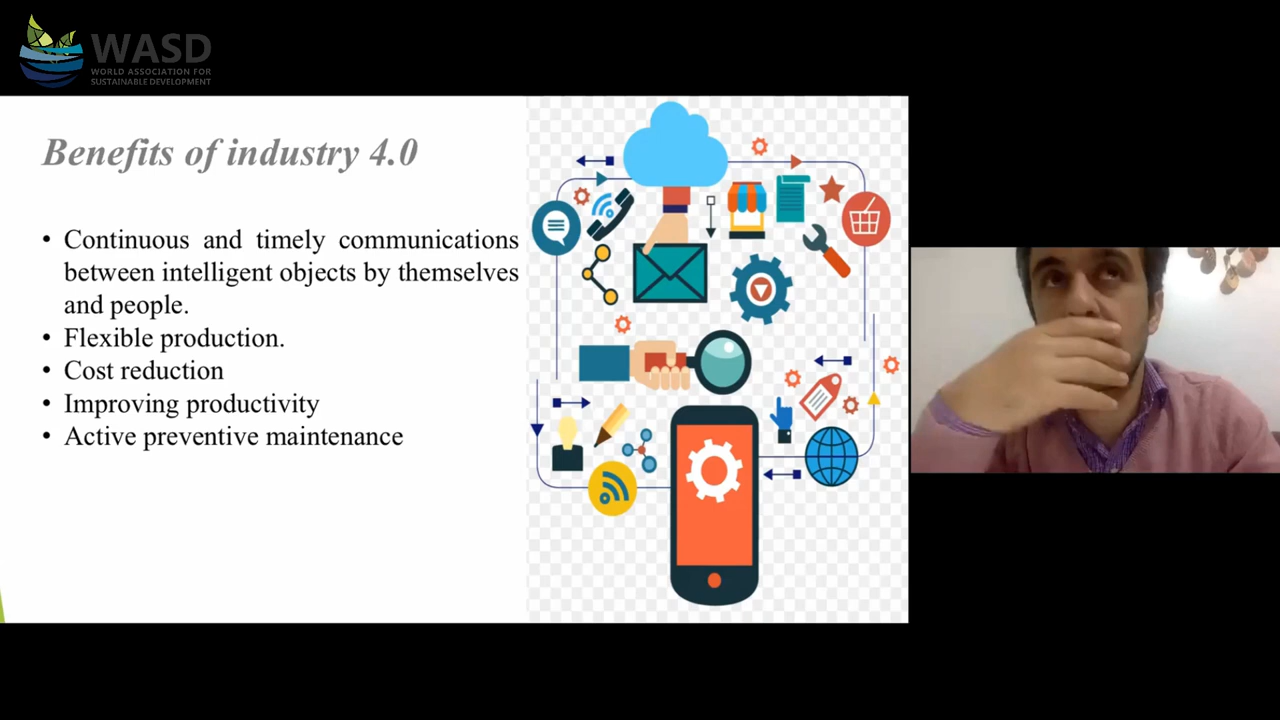 WASD
WORLD ASSOCIATION FOR
SUSTAINABLE DEVELOPMENT
Benefits of industry 4.0
• Continuous and timely communications
between intelligent objects by themselves
and people.
• Flexible production.
• Cost reduction
• Improving productivity
• Active preventive maintenance